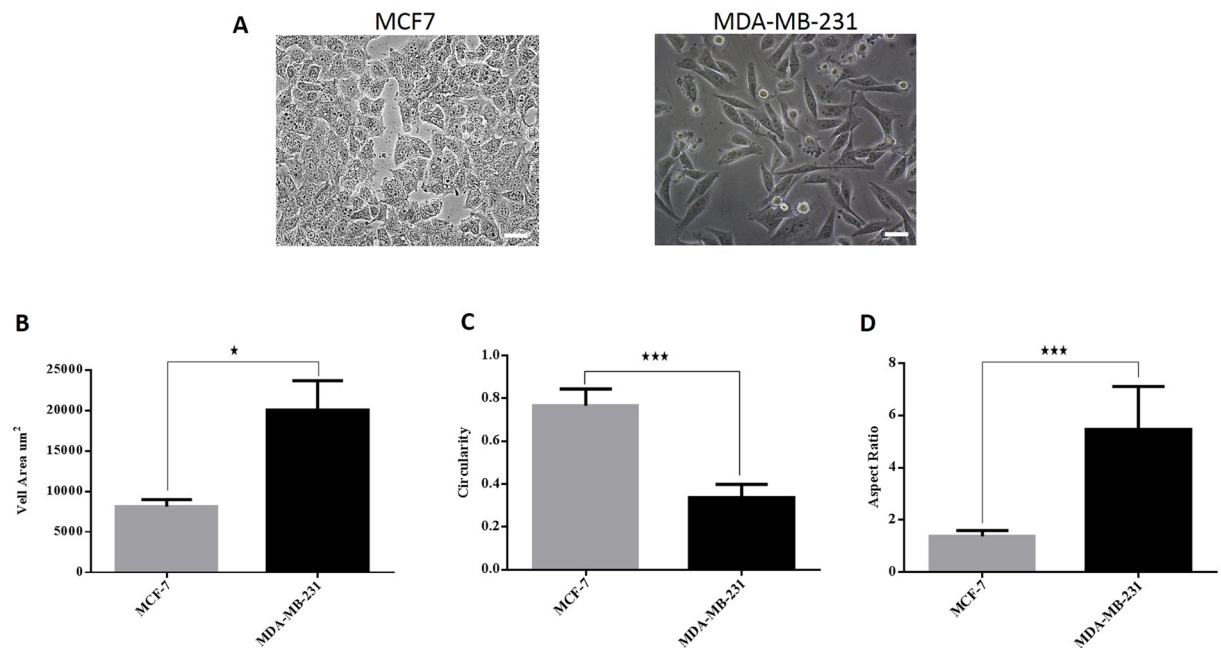 A
MCF7
MDA-MB-231
B
★
25000
20000
15000
10000
5000
0
Vell Area um²
MCF-7
MDA-MB-231
C
★★★
1.0
0.8
0.6
0.4
0.2
0.0
Circularity
MCF-7
MDA-MB-231
D
★★★
8
6
4
2
0
Aspect Ratio
MCF-7
MDA-MB-231